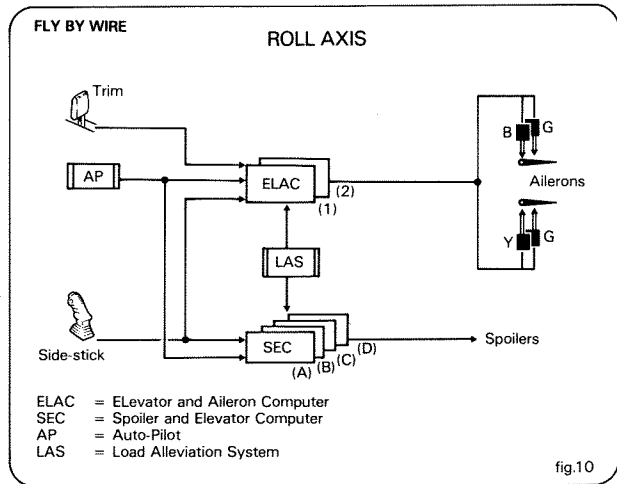 FLY BY WIRE
ROLL AXIS
Trim
AP
ELAC
(1)
(2)
B
G
Ailerons
Y
G
LAS
Side-stick
SEC
(A)
(B)
(C)
(D)
Spoilers
ELAC = ELevator and Aileron Computer
SEC = Spoiler and Elevator Computer
AP = Auto-Pilot
LAS = Load Alleviation System
fig.10